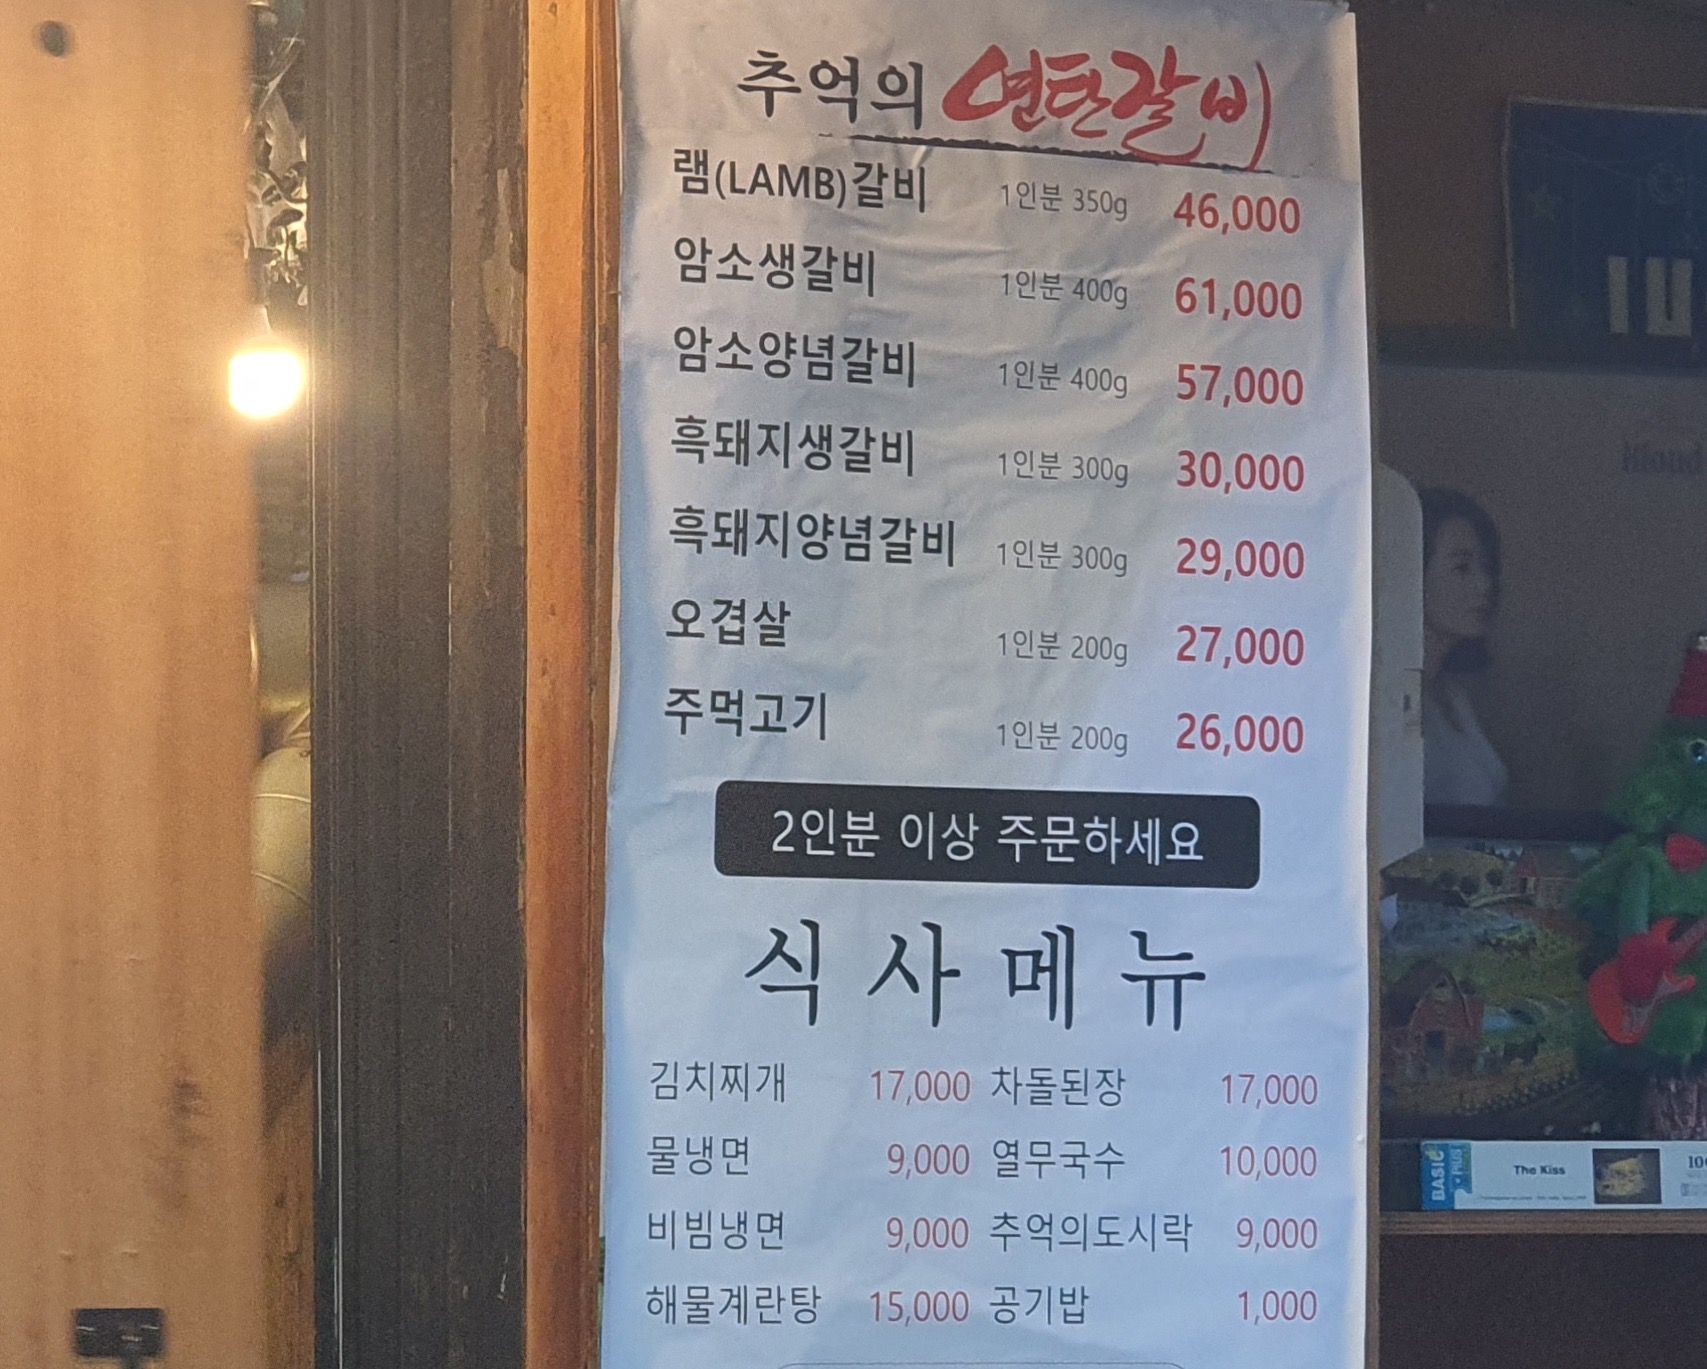 추억의 연탄갈비
램(LAMB)갈비 1인분 350g 46,000
암소생갈비 1인분 400g 61,000
암소양념갈비 1인분 400g 57,000
흑돼지생갈비 1인분 300g 30,000
흑돼지양념갈비 1인분 300g 29,000
오겹살 1인분 200g 27,000
주먹고기 1인분 200g 26,000
2인분 이상 주문하세요
식사메뉴
김치찌개 17,000 차돌된장 17,000
물냉면 9,000 열무국수 10,000
비빔냉면 9,000 추억의도시락 9,000
해물계란탕 15,000 공기밥 1,000
BASIC
PLUS
The Kiss